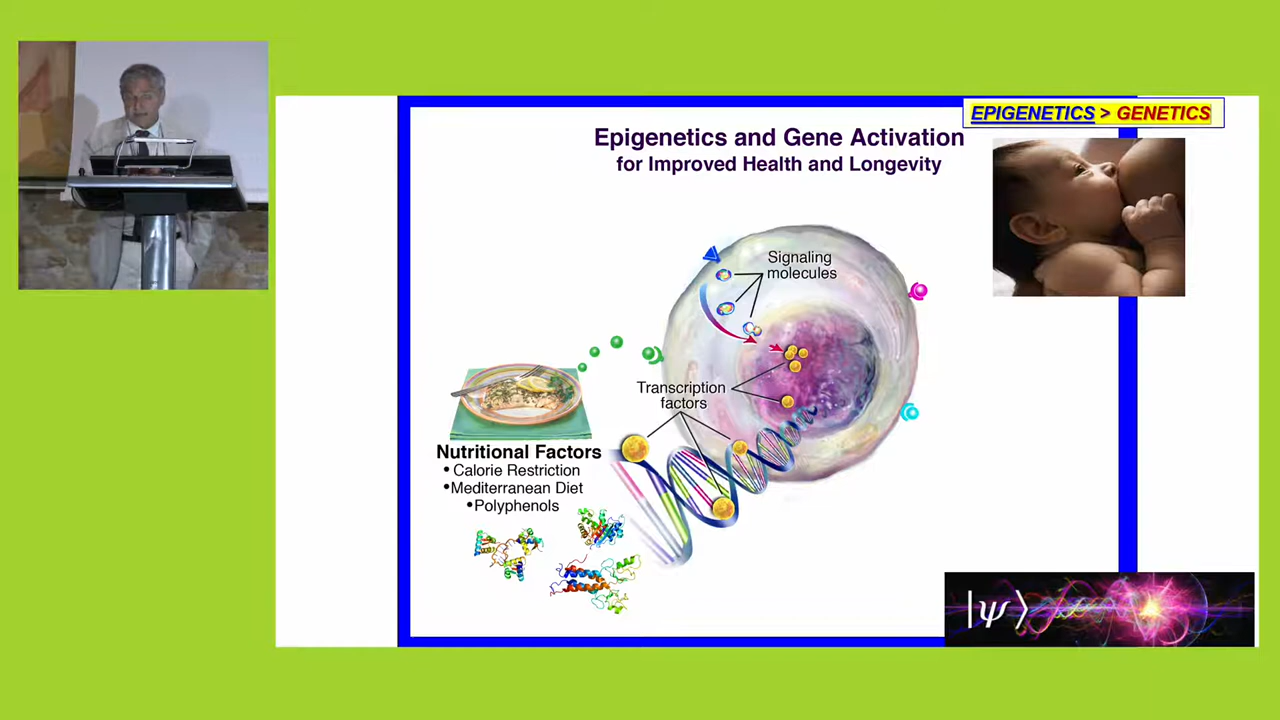 EPIGENETICS > GENETICS
Epigenetics and Gene Activation
for Improved Health and Longevity
Signaling
molecules
Transcription
factors
Nutritional Factors
• Calorie Restriction
•Mediterranean Diet
•Polyphenols
|ψ⟩